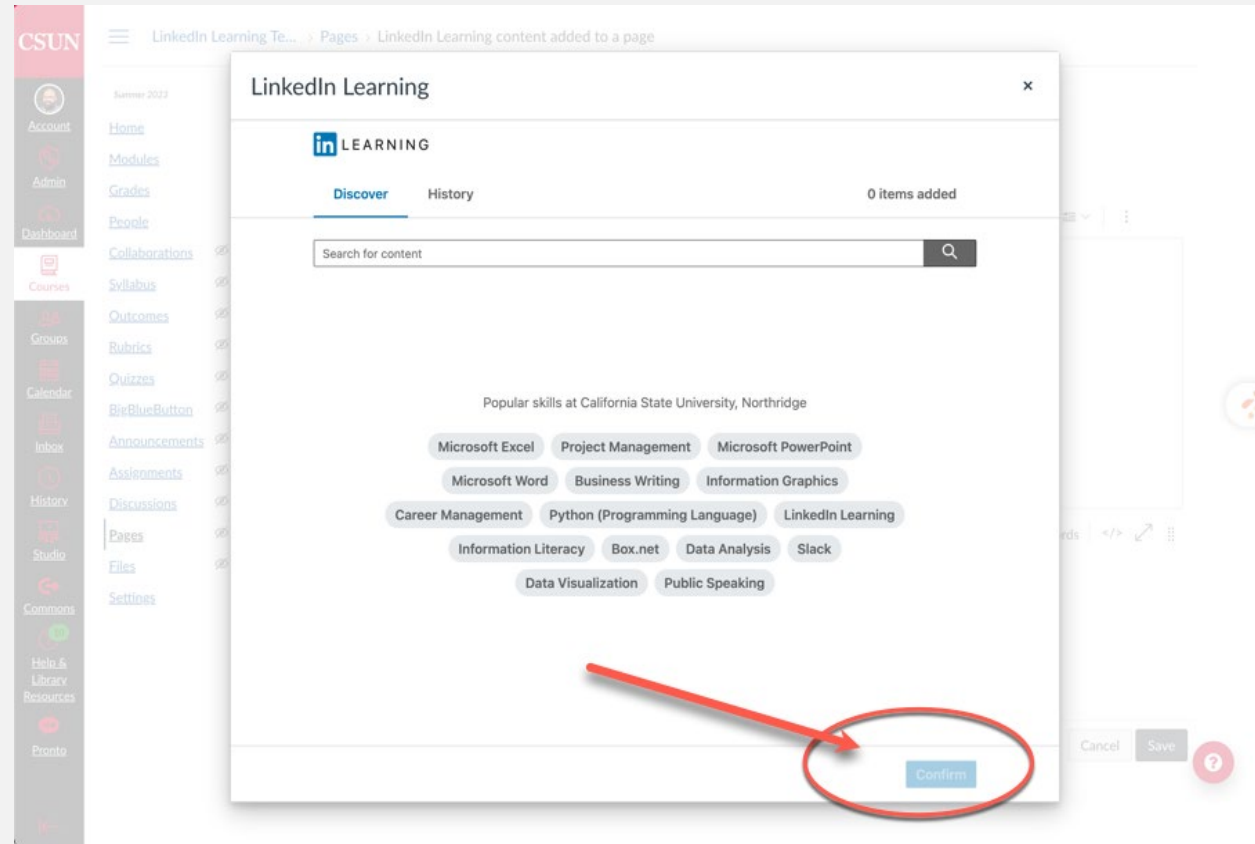 CSUN
LinkedIn Learning Te... > Pages > LinkedIn Learning content added to a page
Account
Admin
Dashboard
Courses
Groups
Calendar
Inbox
History
Studio
Commons
Help &
Library
Resources
Pronto
Summer 2023
Home
Modules
Grades
People
Collaborations
Syllabus
Outcomes
Rubrics
Quizzes
BigBlueButton
Announcements
Assignments
Discussions
Pages
Files
Settings
LinkedIn Learning
in LEARNING
Discover History 0 items added
Search for content
Popular skills at California State University, Northridge
Microsoft Excel Project Management Microsoft PowerPoint
Microsoft Word Business Writing Information Graphics
Career Management Python (Programming Language) LinkedIn Learning
Information Literacy Box.net Data Analysis Slack
Data Visualization Public Speaking
Confirm
</>
Cancel Save